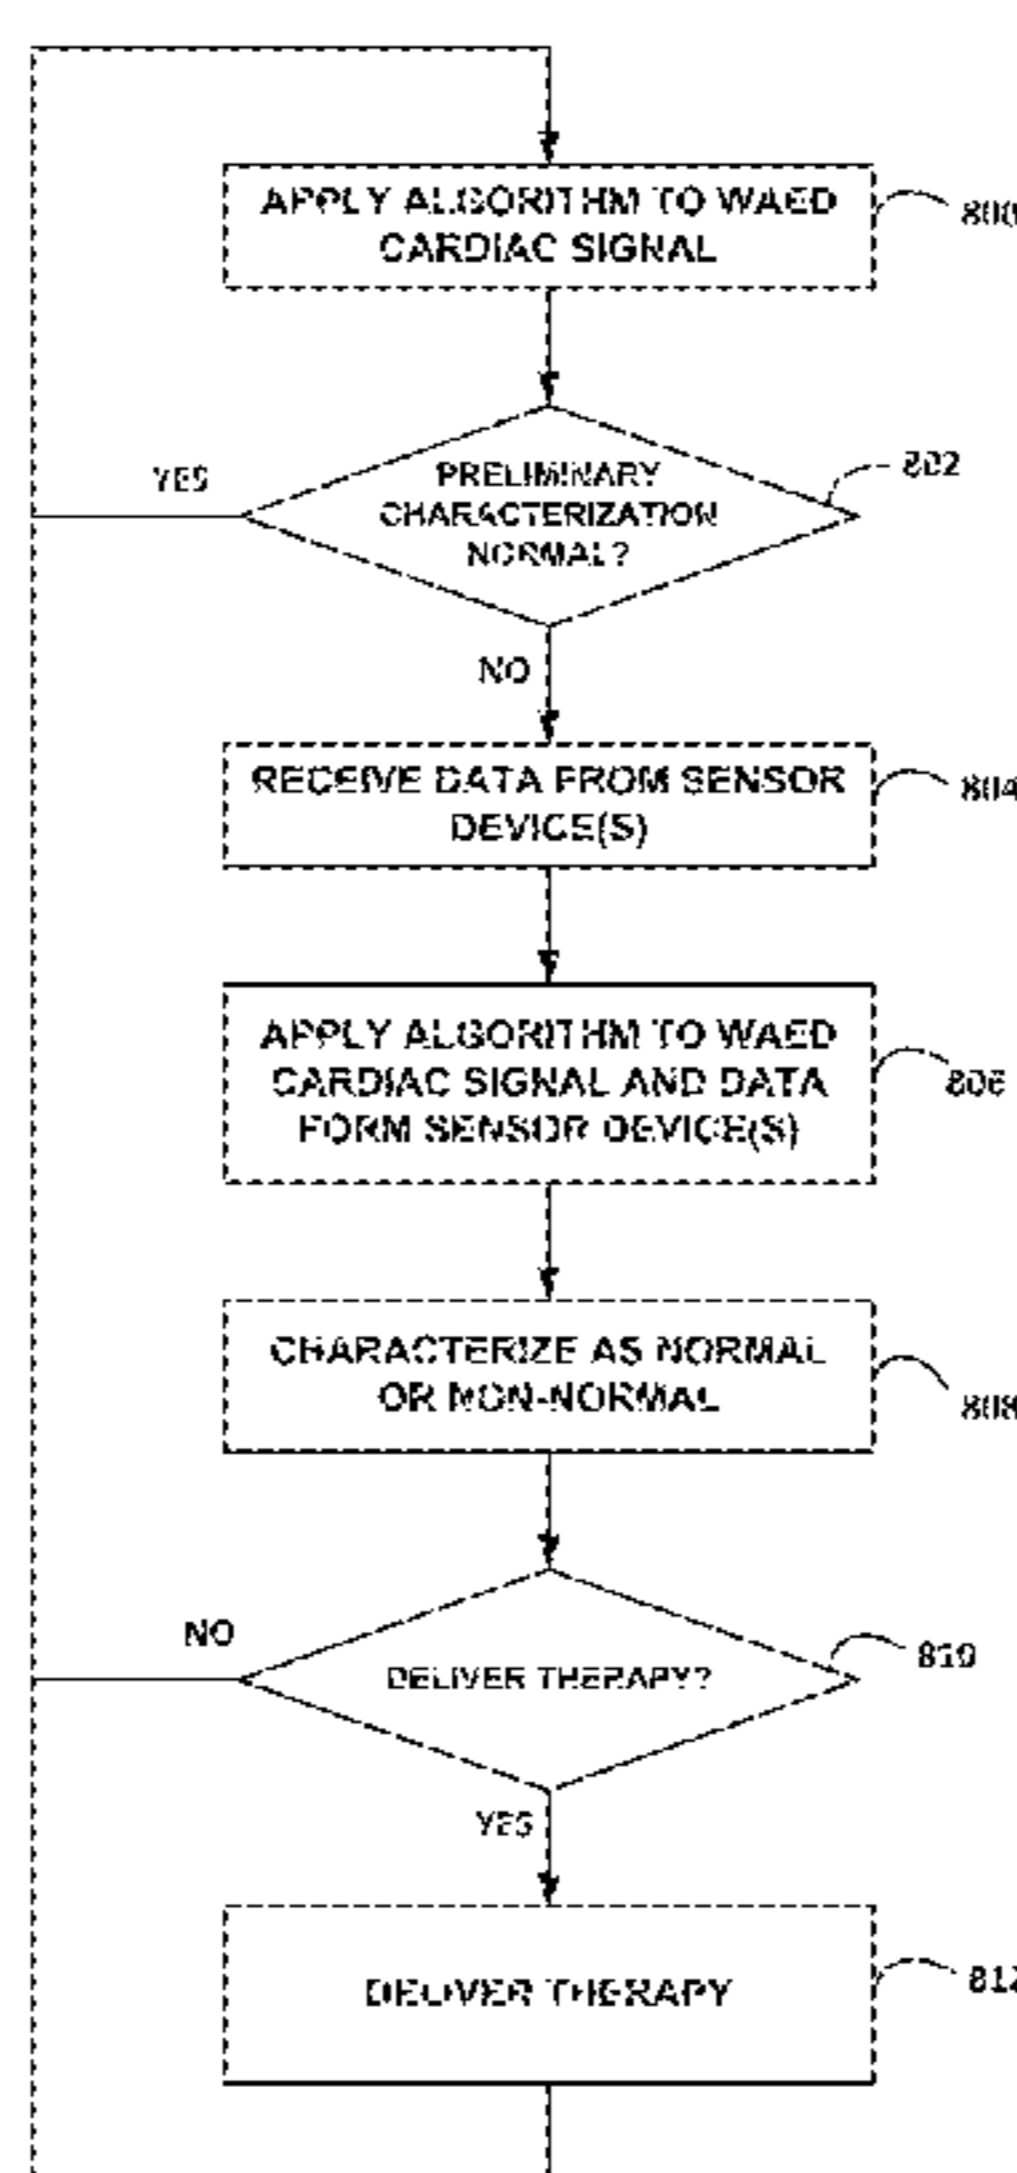 APPLY ALGORITHM TO WAED
CARDIAC SIGNAL
800
YES
PRELIMINARY
CHARACTERIZATION
NORMAL?
802
NO
RECEIVE DATA FROM SENSOR
DEVICE(S)
804
APPLY ALGORITHM TO WAED
CARDIAC SIGNAL AND DATA
FORM SENSOR DEVICE(S)
806
CHARACTERIZE AS NORMAL
OR NON-NORMAL
808
NO
DELIVER THERAPY?
810
YES
DELIVER THERAPY
812